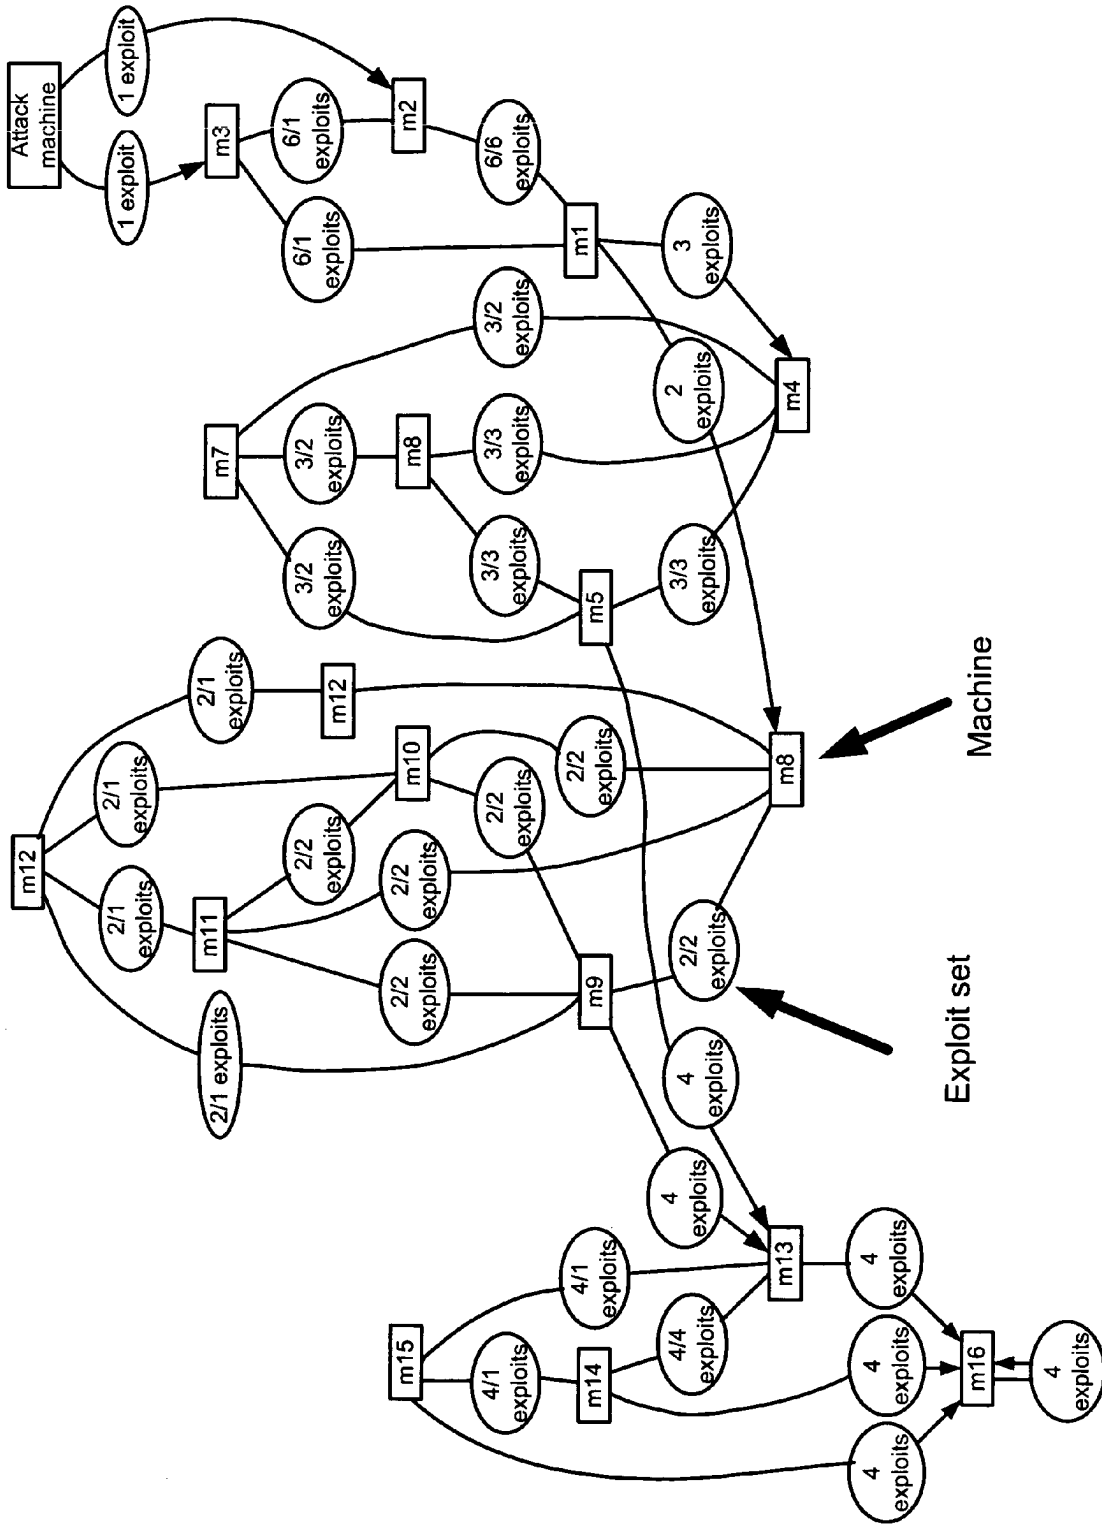 m12
Attack
machine
2/1
exploits
2/1
exploits
1 exploit
1 exploit
2/1 exploits
m11
2/1
exploits
m7
m3
2/2
exploits
m12
3/2
exploits
3/2
exploits
6/1
exploits
6/1
exploits
m15
2/2
exploits
2/2
exploits
m10
m8
m2
4/1
exploits
2/2
exploits
3/3
exploits
3/3
exploits
3/2
exploits
6/6
exploits
m14
4/1
exploits
m9
2/2
exploits
m5
m1
4/4
exploits
4
exploits
4
exploits
2/2
exploits
3/3
exploits
2
exploits
3
exploits
m13
m8
m4
4
exploits
4
exploits
4
exploits
m16
Exploit set
Machine
4
exploits